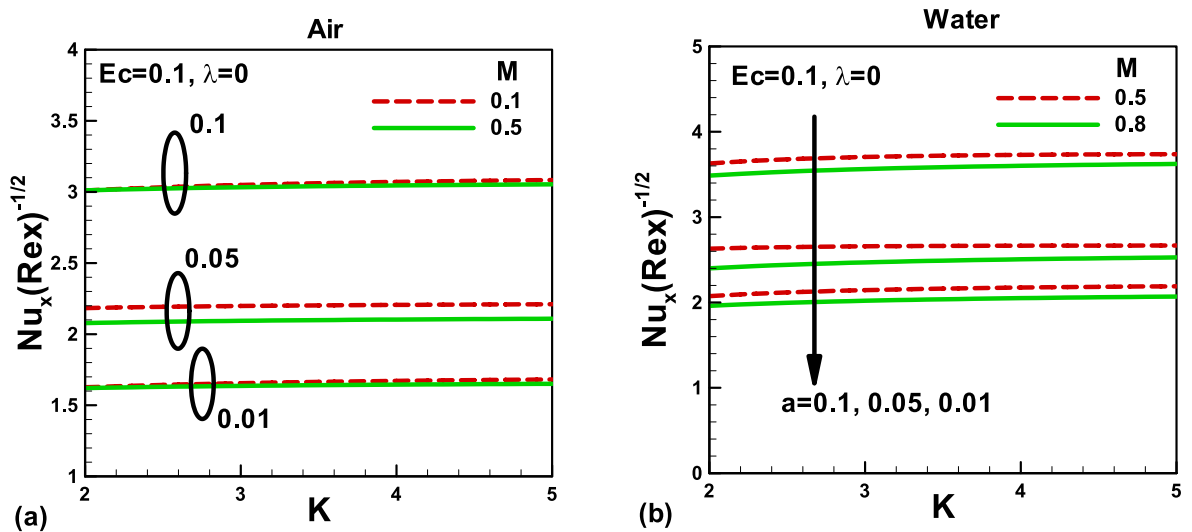 Air
4
Ec=0.1, λ=0
M
0.1
0.5
3.5
0.1
3
2.5
0.05
2
1.5
0.01
1
2
3
4
5
Nuₓ(Rex)⁻¹/²
K
(a)
Water
5
Ec=0.1, λ=0
M
0.5
0.8
4
3
2
1
a=0.1, 0.05, 0.01
0
2
3
4
5
Nuₓ(Rex)⁻¹/²
K
(b)